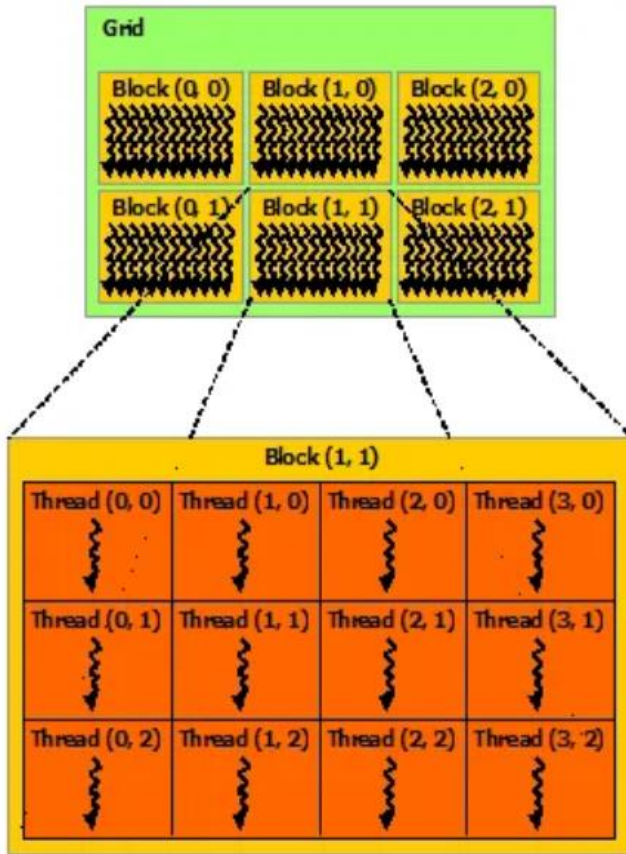 Grid
Block (0, 0) Block (1, 0) Block (2, 0)
Block (0, 1) Block (1, 1) Block (2, 1)
Block (1, 1)
Thread (0, 0) Thread (1, 0) Thread (2, 0) Thread (3, 0)
Thread (0, 1) Thread (1, 1) Thread (2, 1) Thread (3, 1)
Thread (0, 2) Thread (1, 2) Thread (2, 2) Thread (3, 2)